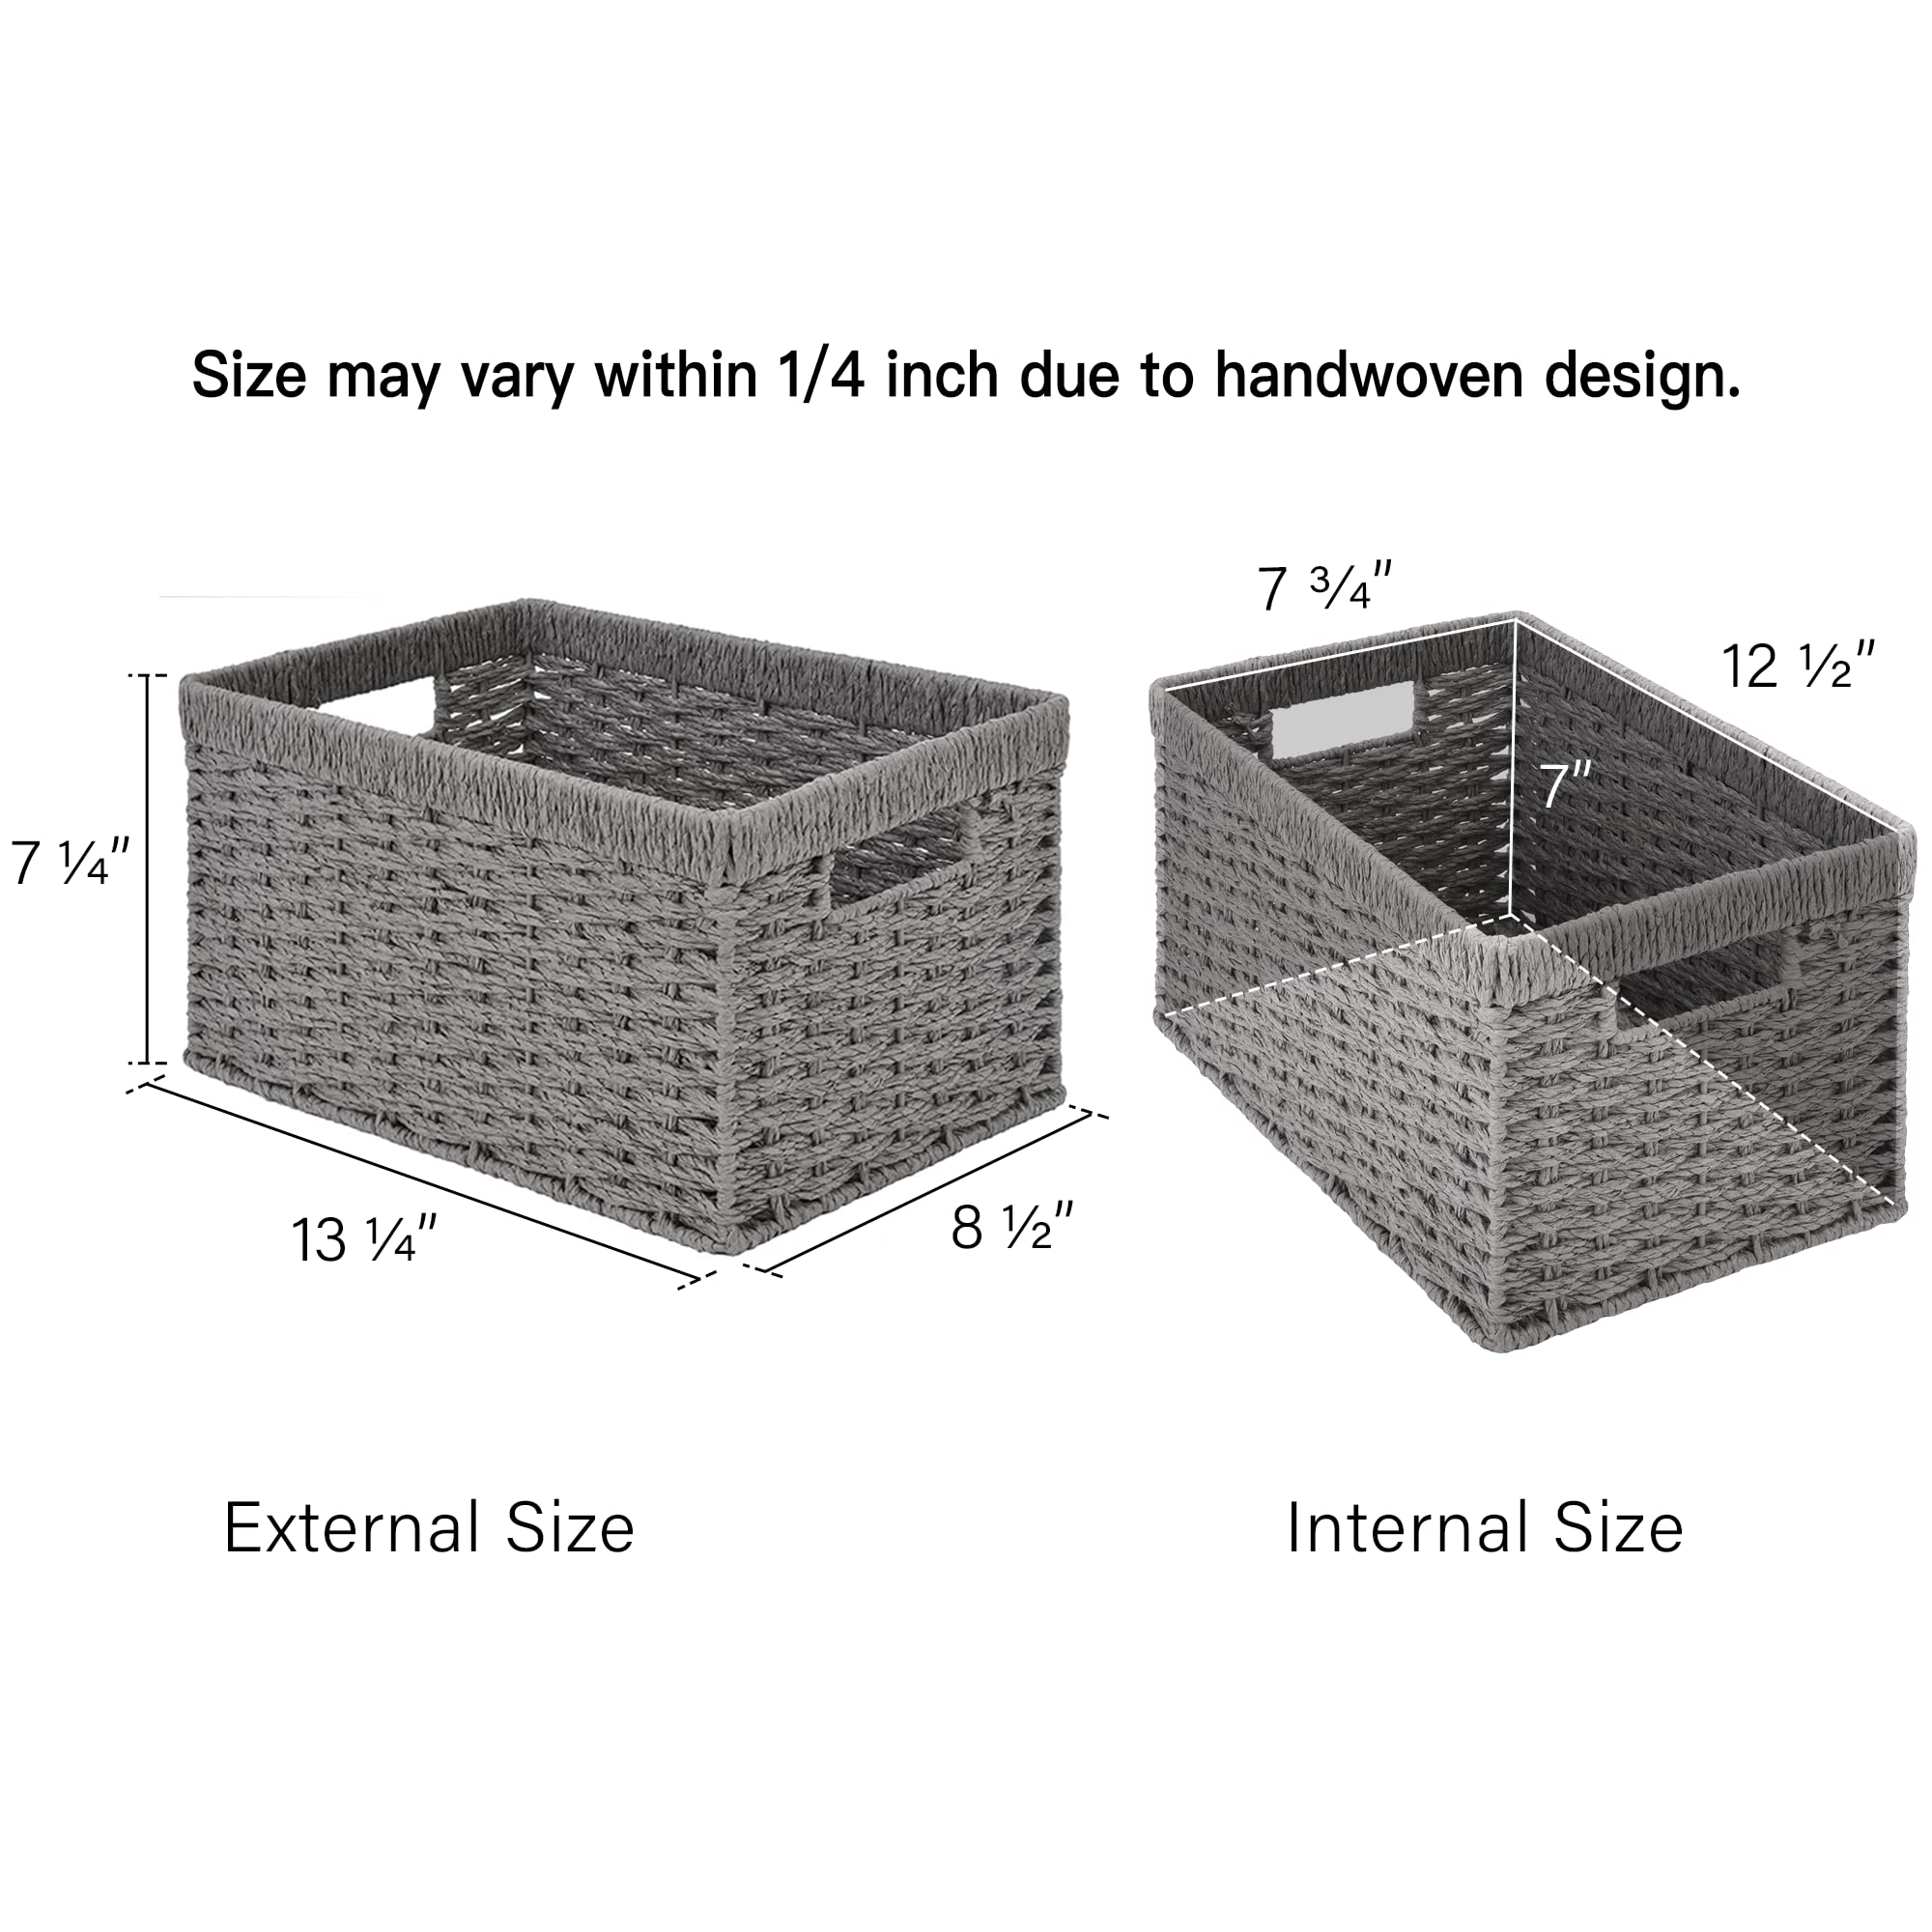 Size may vary within 1/4 inch due to handwoven design.
7 ¾"
12 ½"
7"
7 ¼"
13 ¼"
8 ½"
External Size
Internal Size